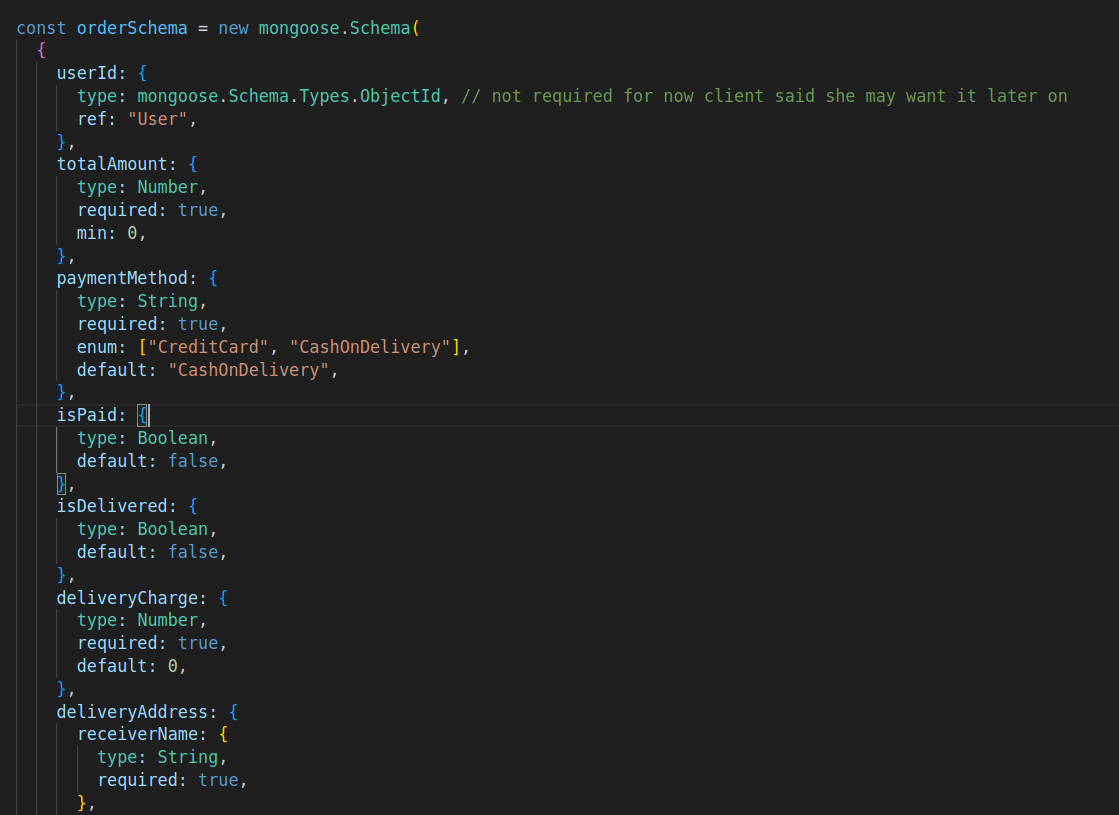 const orderSchema = new mongoose.Schema(
  {
    userId: {
      type: mongoose.Schema.Types.ObjectId, // not required for now client said she may want it later on
      ref: "User",
    },
    totalAmount: {
      type: Number,
      required: true,
      min: 0,
    },
    paymentMethod: {
      type: String,
      required: true,
      enum: ["CreditCard", "CashOnDelivery"],
      default: "CashOnDelivery",
    },
    isPaid: {
      type: Boolean,
      default: false,
    },
    isDelivered: {
      type: Boolean,
      default: false,
    },
    deliveryCharge: {
      type: Number,
      required: true,
      default: 0,
    },
    deliveryAddress: {
      receiverName: {
        type: String,
        required: true,
      },